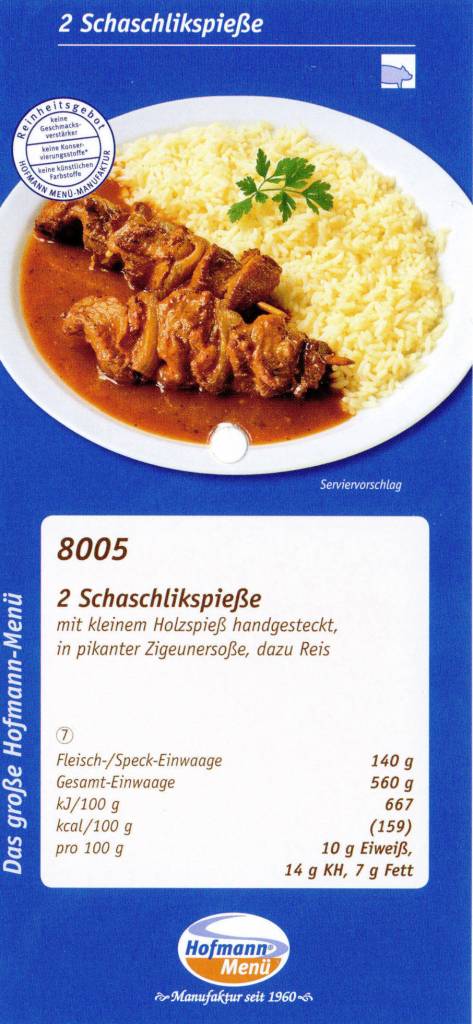 2 Schaschlikspieße
Reinheitsgebot
keine
Geschmacks-
verstärker
keine Konser-
vierungsstoffe*
keine künstlichen
Farbstoffe
HOFMANN MENÜ-MANUFAKTUR
Serviervorschlag
8005
2 Schaschlikspieße
mit kleinem Holzspieß handgesteckt,
in pikanter Zigeunersoße, dazu Reis
7
Fleisch-/Speck-Einwaage 140 g
Gesamt-Einwaage 560 g
kJ/100 g 667
kcal/100 g (159)
pro 100 g 10 g Eiweiß,
14 g KH, 7 g Fett
Das große Hofmann-Menü
Hofmann®
Menü
Manufaktur seit 1960